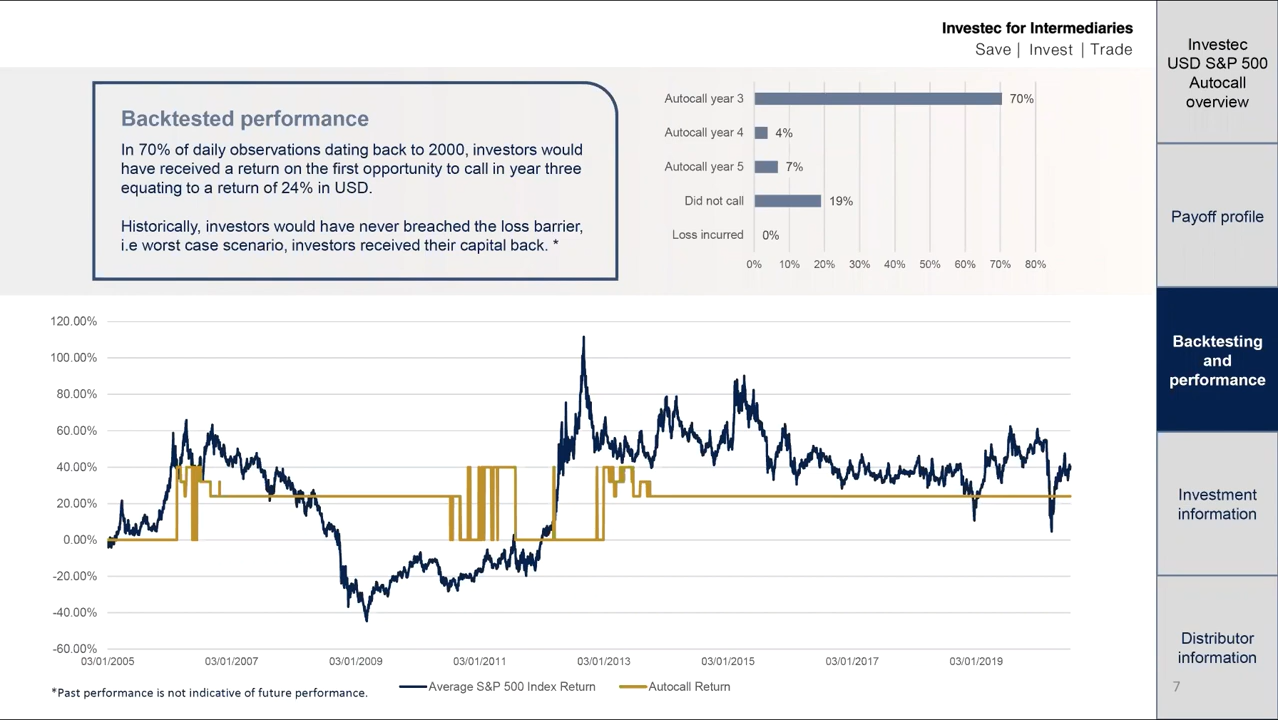 Investec for Intermediaries
Save | Invest | Trade
Backtested performance
In 70% of daily observations dating back to 2000, investors would
have received a return on the first opportunity to call in year three
equating to a return of 24% in USD.
Historically, investors would have never breached the loss barrier,
i.e worst case scenario, investors received their capital back. *
Autocall year 3 70%
Autocall year 4 4%
Autocall year 5 7%
Did not call 19%
Loss incurred 0%
0% 10% 20% 30% 40% 50% 60% 70% 80%
120.00%
100.00%
80.00%
60.00%
40.00%
20.00%
0.00%
-20.00%
-40.00%
-60.00%
03/01/2005 03/01/2007 03/01/2009 03/01/2011 03/01/2013 03/01/2015 03/01/2017 03/01/2019
Average S&P 500 Index Return Autocall Return
*Past performance is not indicative of future performance.
Investec
USD S&P 500
Autocall
overview
Payoff profile
Backtesting
and
performance
Investment
information
Distributor
information
7